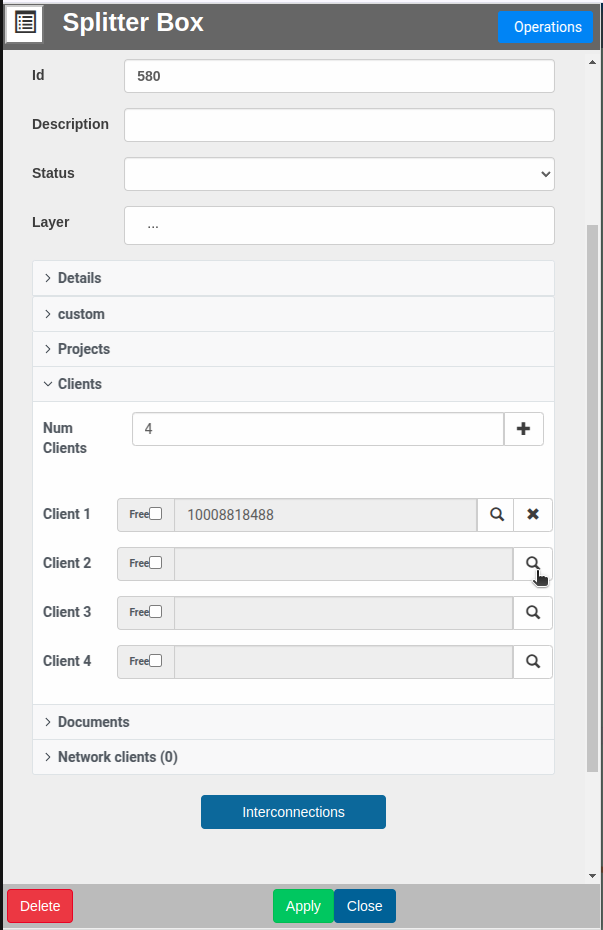 Splitter Box
Operations
Id
580
Description
Status
Layer
...
Details
custom
Projects
Clients
Num
Clients
4
Client 1
Free
10008818488
Client 2
Free
Client 3
Free
Client 4
Free
Documents
Network clients (0)
Interconnections
Delete
Apply
Close